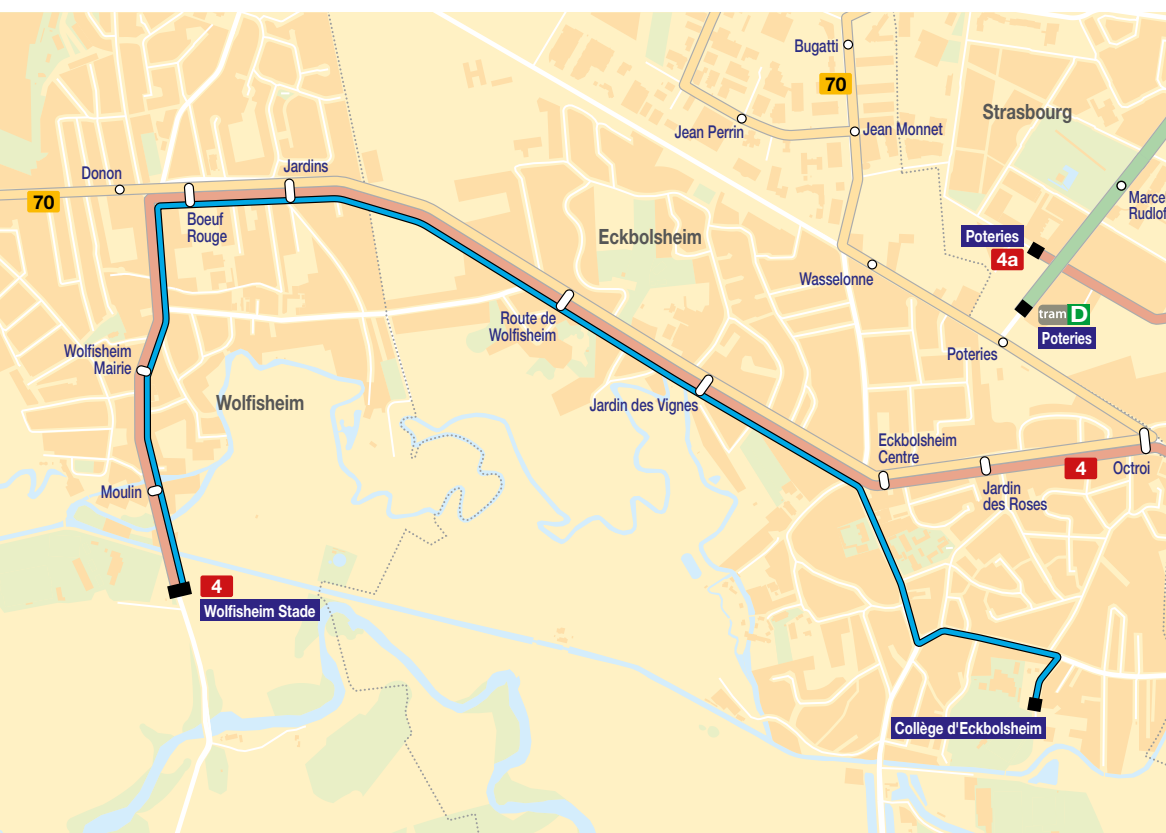 Bugatti
70
Strasbourg
Jean Perrin
Jean Monnet
Donon
Jardins
70
Boeuf
Rouge
Marcel
Rudlof
Poteries
4a
Eckbolsheim
Wasselonne
tram D
Poteries
Route de
Wolfisheim
Poteries
Wolfisheim
Mairie
Wolfisheim
Jardin des Vignes
Eckbolsheim
Centre
4
Octroi
Jardin
des Roses
Moulin
4
Wolfisheim Stade
Collège d'Eckbolsheim